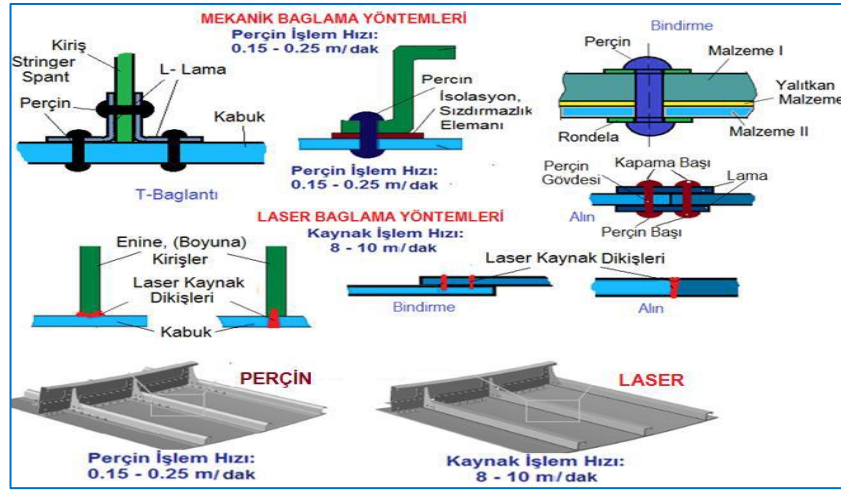 MEKANİK BAGLAMA YÖNTEMLERİ
Perçin İşlem Hızı:
0.15 - 0.25 m/dak
Kiriş
Stringer
Spant
L- Lama
Perçin
Kabuk
T-Baglantı
Percın
İsolasyon,
Sızdırmazlık
Elemanı
Perçin İşlem Hızı:
0.15 - 0.25 m/dak
Bindirme
Perçin
Malzeme I
Yalıtkan
Malzeme
Malzeme II
Rondela
Perçin
Gövdesi
Kapama Başı
Lama
Alın
Perçin Başı
LASER BAGLAMA YÖNTEMLERİ
Kaynak İşlem Hızı:
8 - 10 m/dak
Enine, (Boyuna)
Kirişler
Laser Kaynak
Dikişleri
Kabuk
Laser Kaynak Dikişleri
Bindirme
Alın
PERÇİN
LASER
Perçin İşlem Hızı:
0.15 - 0.25 m/dak
Kaynak İşlem Hızı:
8 - 10 m/dak